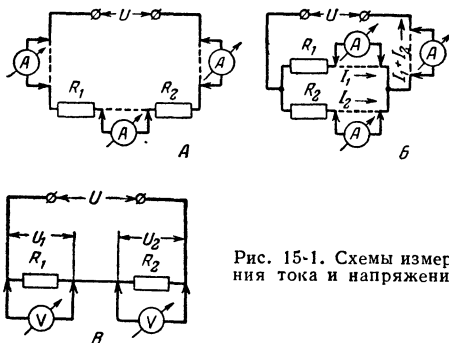 U
A
A
R₁
R₂
A
А
U
R₁
A
I₁
R₂
I₂
A
I₁+I₂
A
Б
U
U₁
U₂
R₁
R₂
V
V
В
Рис. 15-1. Схемы измер
ния тока и напряжени